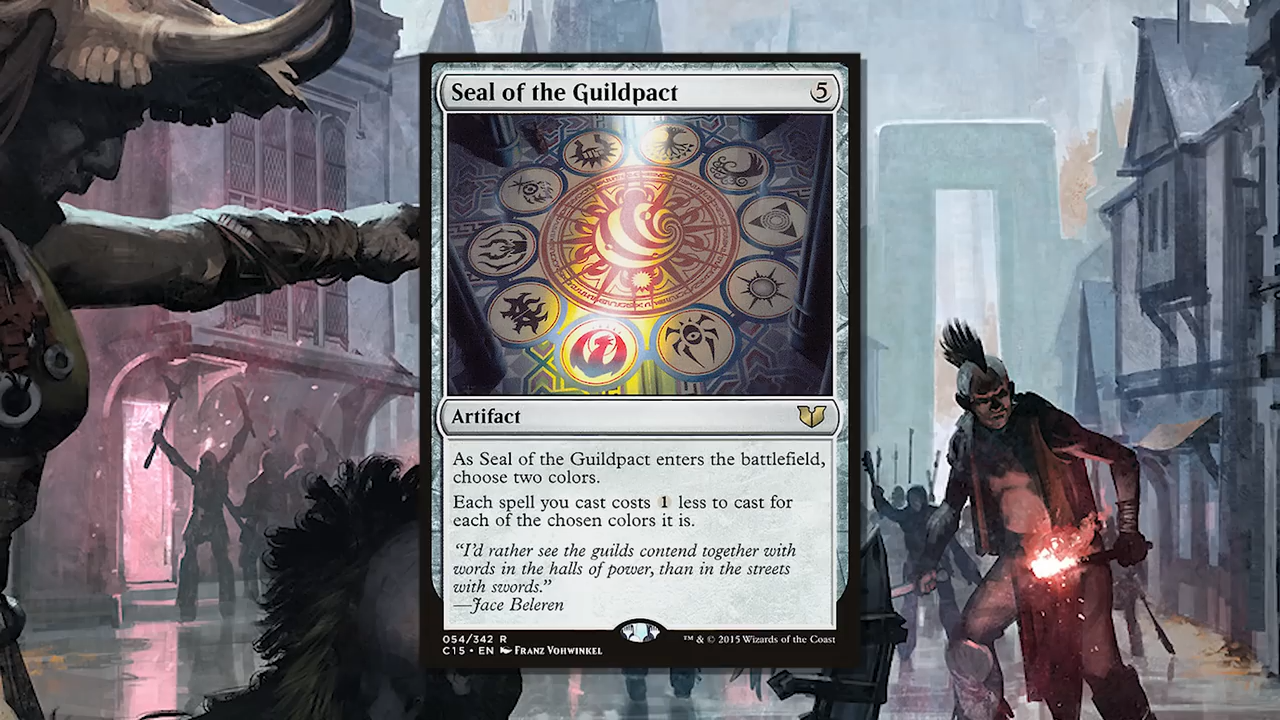 Seal of the Guildpact 5
Artifact
As Seal of the Guildpact enters the battlefield,
choose two colors.
Each spell you cast costs 1 less to cast for
each of the chosen colors it is.
“I’d rather see the guilds contend together with
words in the halls of power, than in the streets
with swords.”
—Jace Beleren
054/342 R
™ & © 2015 Wizards of the Coast
C15 • EN Franz Vohwinkel